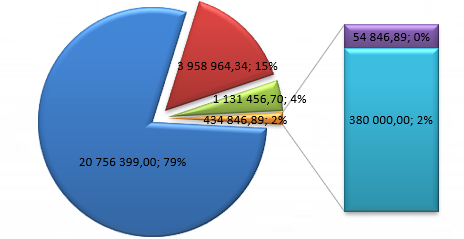 54 846,89; 0%
3 958 964,34; 15%
1 131 456,70; 4%
434 846,89; 2%
380 000,00; 2%
20 756 399,00; 79%